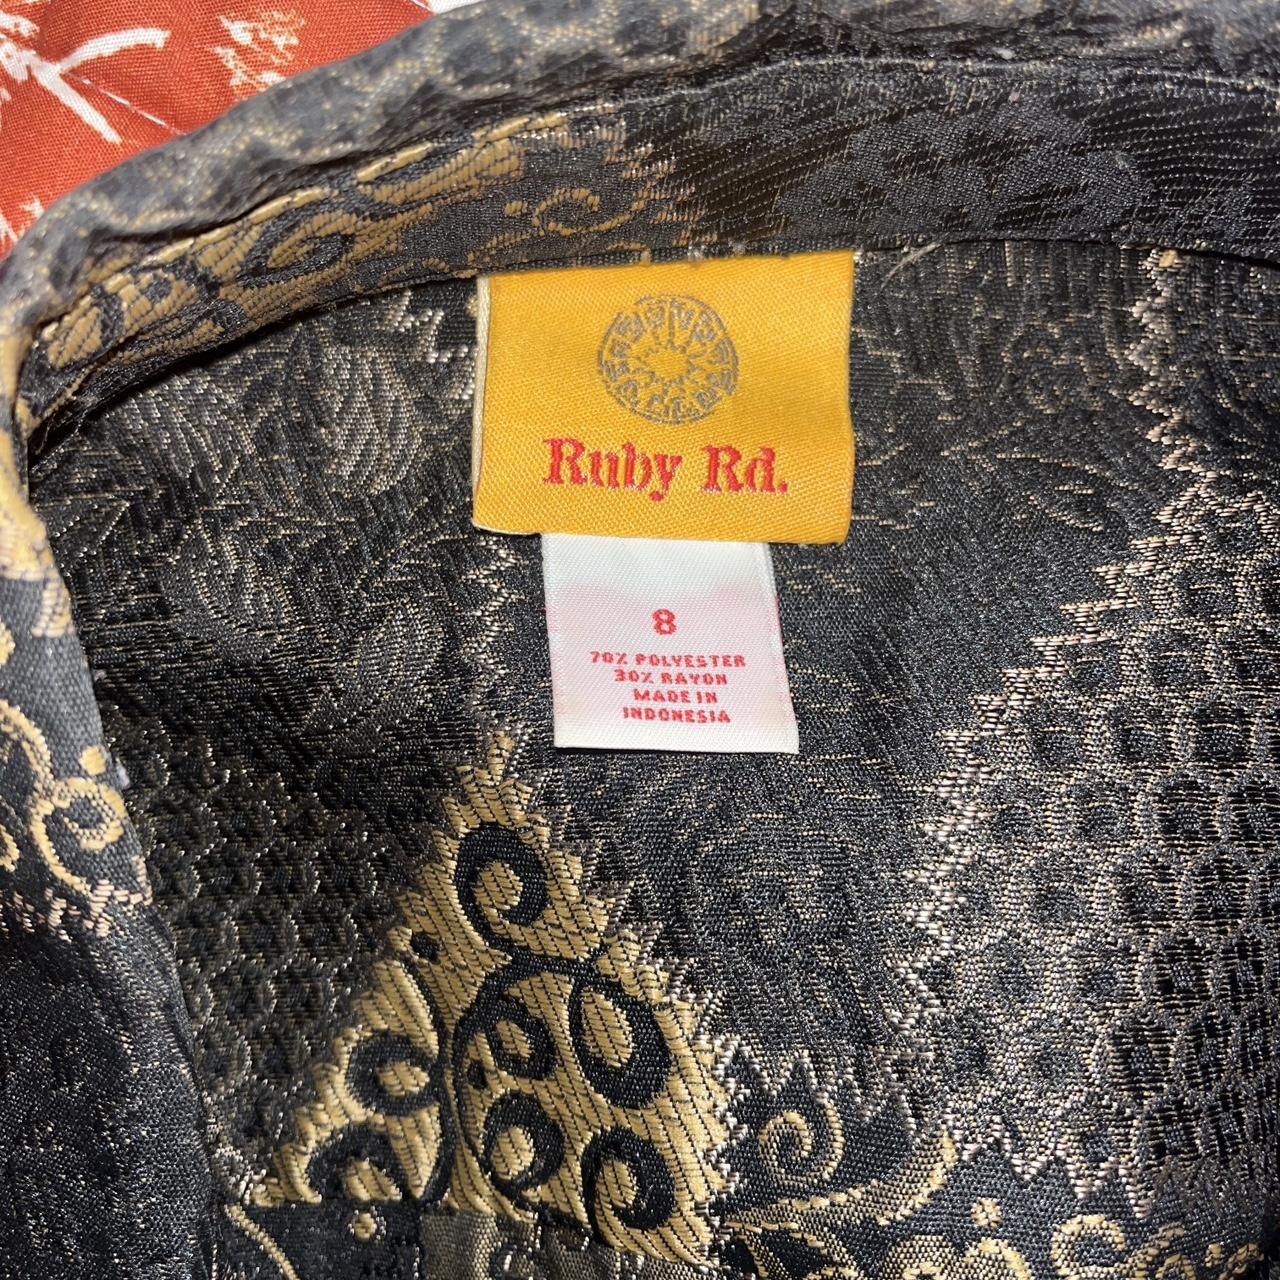 Ruby Rd.
8
70% POLYESTER
30% RAYON
MADE IN
INDONESIA